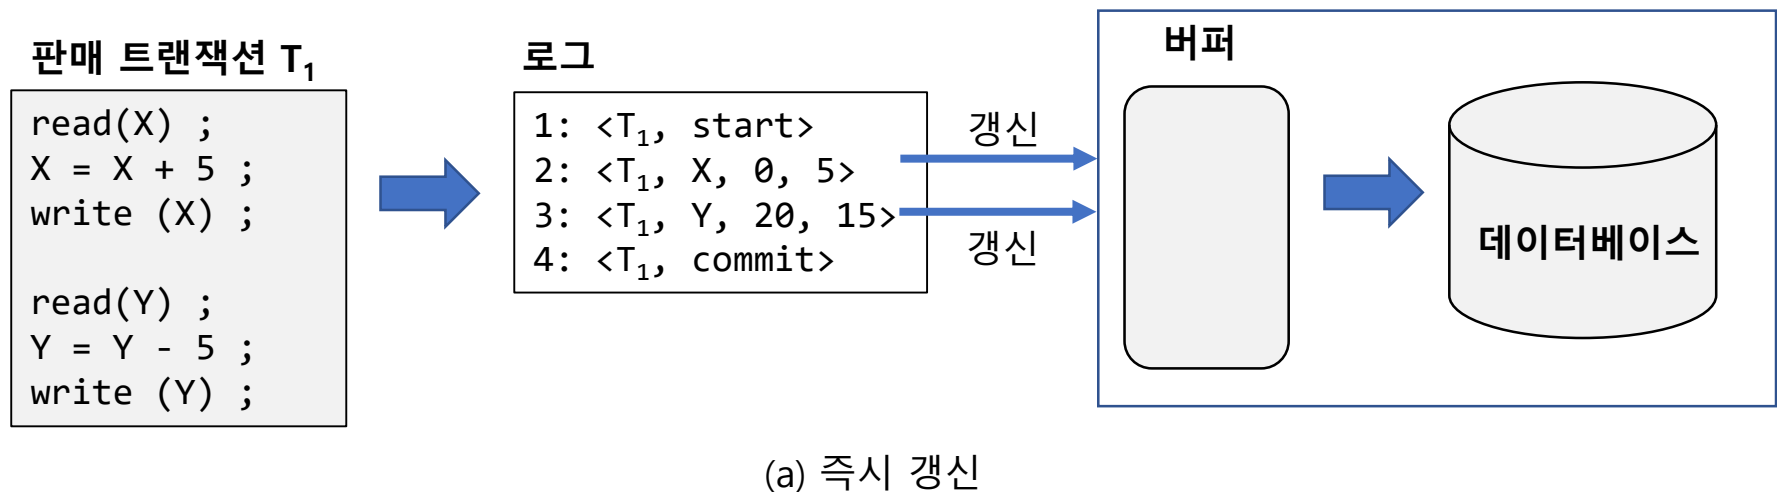 판매 트랜잭션 T₁
read(X) ;
X = X + 5 ;
write (X) ;
read(Y) ;
Y = Y - 5 ;
write (Y) ;
로그
1: <T₁, start>
2: <T₁, X, 0, 5>
3: <T₁, Y, 20, 15>
4: <T₁, commit>
갱신
갱신
버퍼
데이터베이스
(a) 즉시 갱신